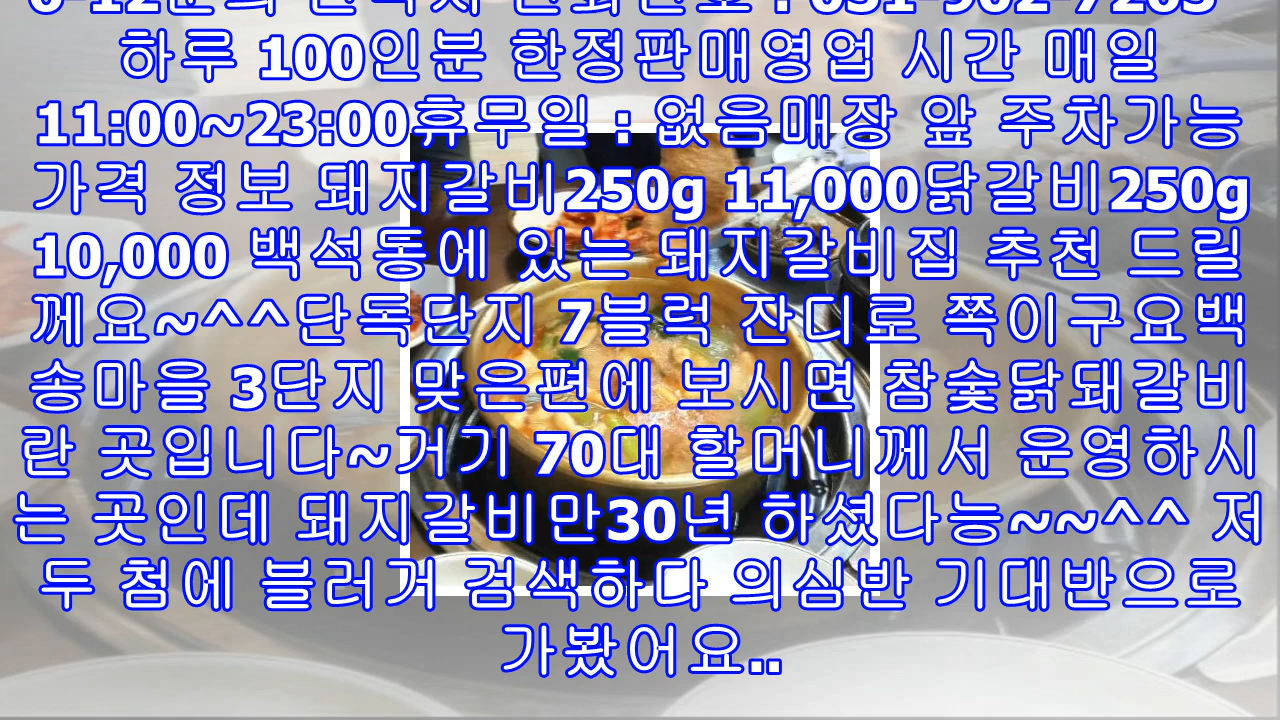 하루 100인분 한정판매영업 시간 매일
11:00~23:00휴무일 : 없음매장 앞 주차가능
가격 정보 돼지갈비250g 11,000닭갈비250g
10,000 백석동에 있는 돼지갈비집 추천 드릴
께요~^^단독단지 7블럭 잔디로 쪽이구요백
송마을 3단지 맞은편에 보시면 참숯닭돼갈비
란 곳입니다~거기 70대 할머니께서 운영하시
는 곳인데 돼지갈비만30년 하셨다능~~^^ 저
두 첨에 블러거 검색하다 의심반 기대반으로
가봤어요..